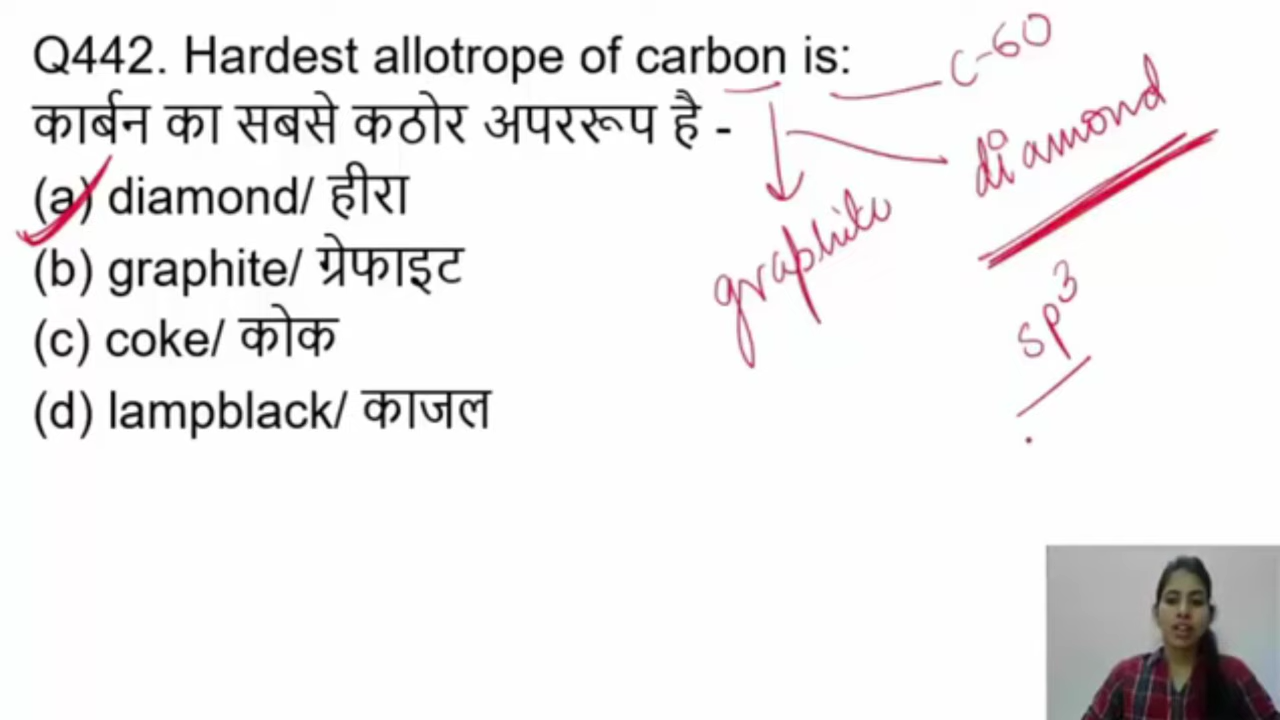 Q442. Hardest allotrope of carbon is:
कार्बन का सबसे कठोर अपररूप है -
(a) diamond/ हीरा
(b) graphite/ ग्रेफाइट
(c) coke/ कोक
(d) lampblack/ काजल
C-60
diamond
graphite
sp³